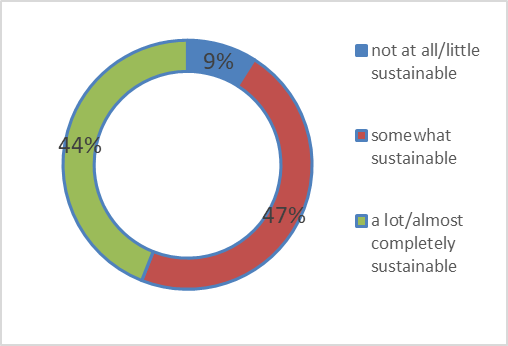 9%
44%
47%
not at all/little
sustainable
somewhat
sustainable
a lot/almost
completely
sustainable